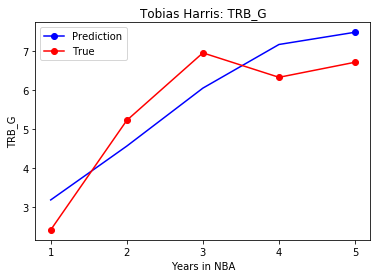 Tobias Harris: TRB_G
Prediction
True
7
6
5
4
3
TRB_G
1 2 3 4 5
Years in NBA